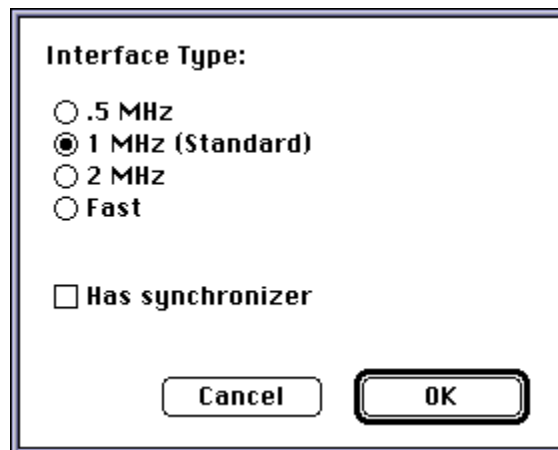 Interface Type:
.5 MHz
1 MHz (Standard)
2 MHz
Fast
Has synchronizer
Cancel OK